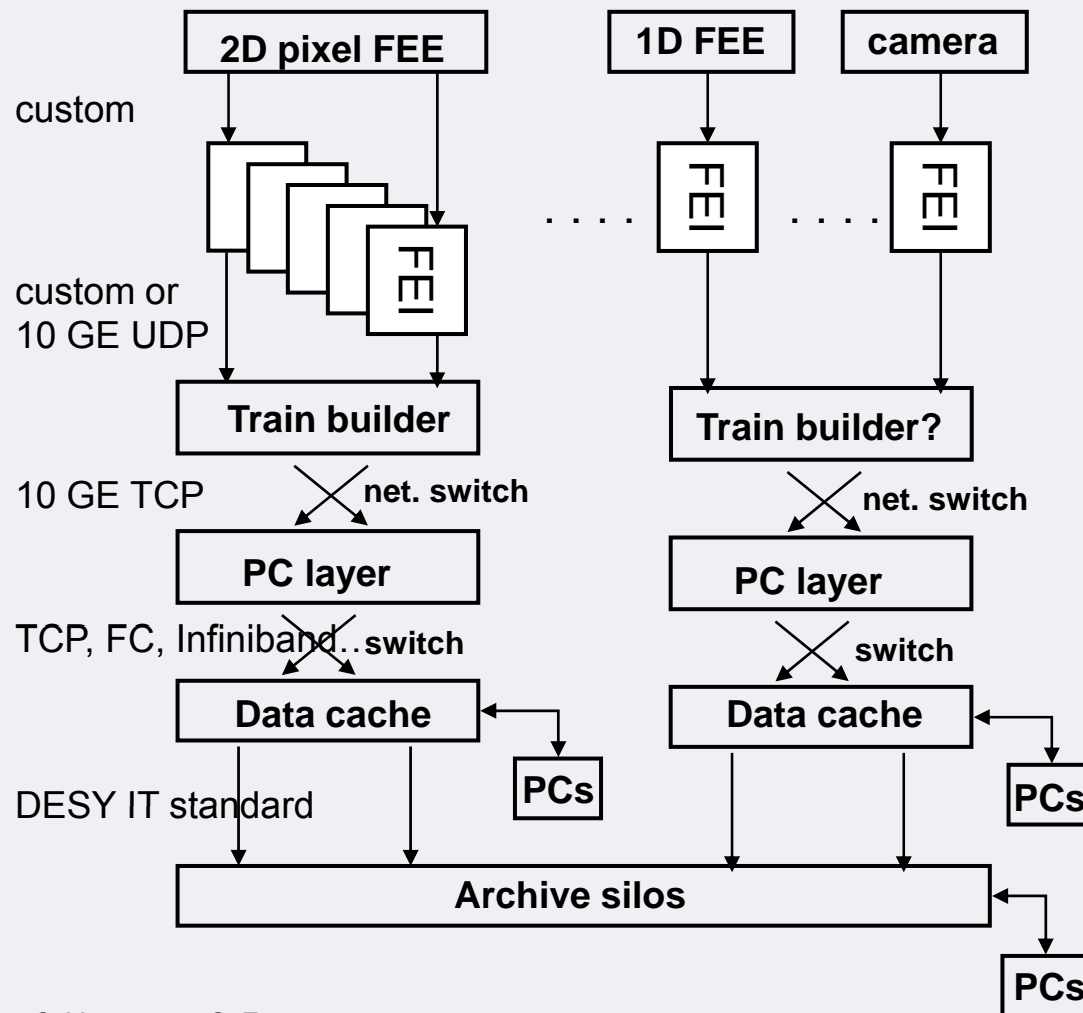 2D pixel FEE
1D FEE
camera
custom
FEI
. . . .
FEI
. . . .
FEI
custom or
10 GE UDP
Train builder
Train builder?
10 GE TCP
net. switch
net. switch
PC layer
PC layer
TCP, FC, Infiniband..
switch
switch
Data cache
Data cache
PCs
PCs
DESY IT standard
Archive silos
PCs